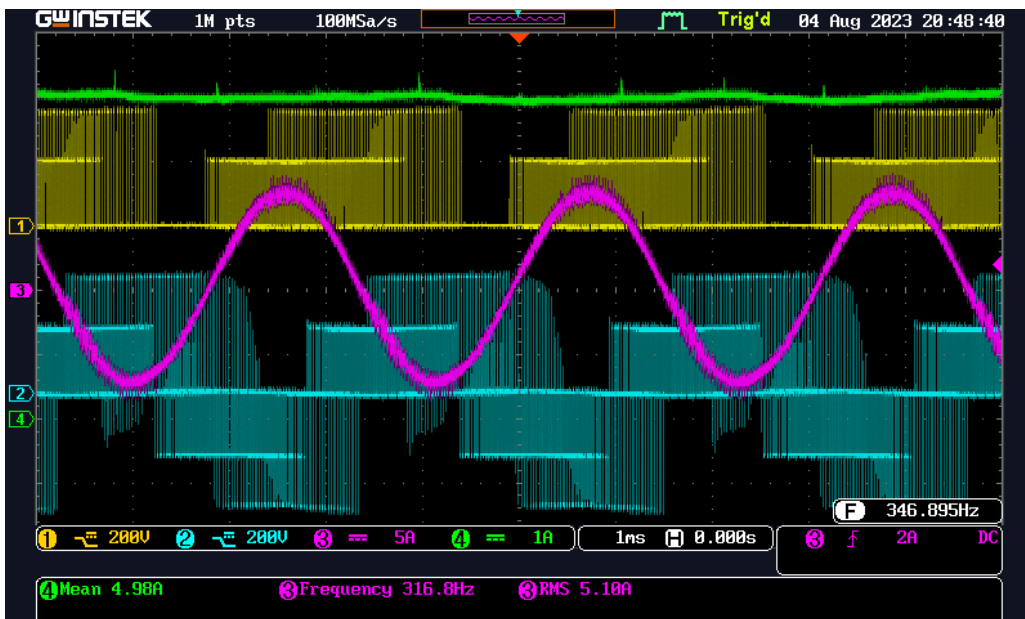 GWINSTEK 1M pts 100MSa/s Trig'd 04 Aug 2023 20:48:40
1
3
2
4
F 346.895Hz
1 200V 2 200V 3 5A 4 1A 1ms H 0.000s 3 2A DC
4 Mean 4.98A 3 Frequency 316.8Hz 3 RMS 5.10A